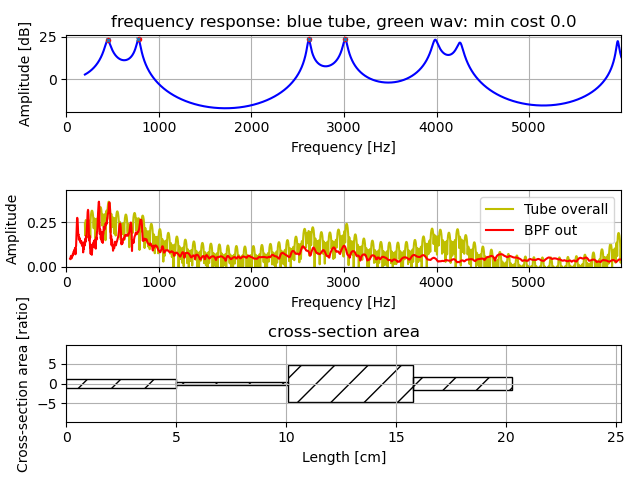 frequency response: blue tube, green wav: min cost 0.0
Amplitude [dB]
25
0
0 1000 2000 3000 4000 5000
Frequency [Hz]
Amplitude
0.25
0.00
Tube overall
BPF out
0 1000 2000 3000 4000 5000
Frequency [Hz]
cross-section area
Cross-section area [ratio]
5
0
−5
0 5 10 15 20 25
Length [cm]